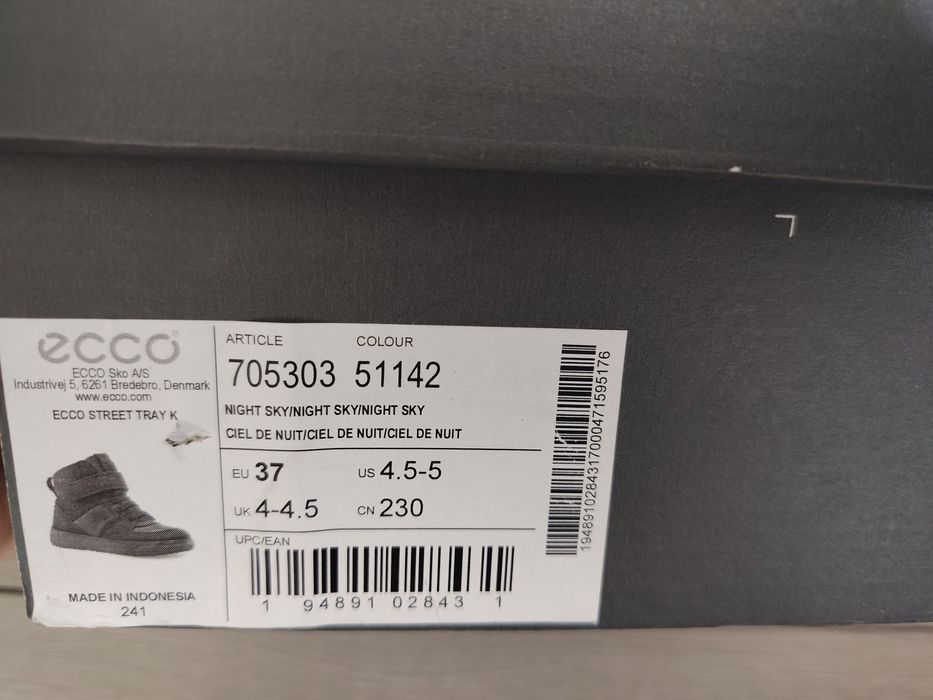 ecco®
ECCO Sko A/S
Industrivej 5, 6261 Bredebro, Denmark
www.ecco.com
ECCO STREET TRAY K
MADE IN INDONESIA
241
ARTICLE COLOUR
705303 51142
NIGHT SKY/NIGHT SKY/NIGHT SKY
CIEL DE NUIT/CIEL DE NUIT/CIEL DE NUIT
EU 37 US 4.5-5
UK 4-4.5 CN 230
UPC/EAN
1 94891 02843 1
19489102843170004715​95176